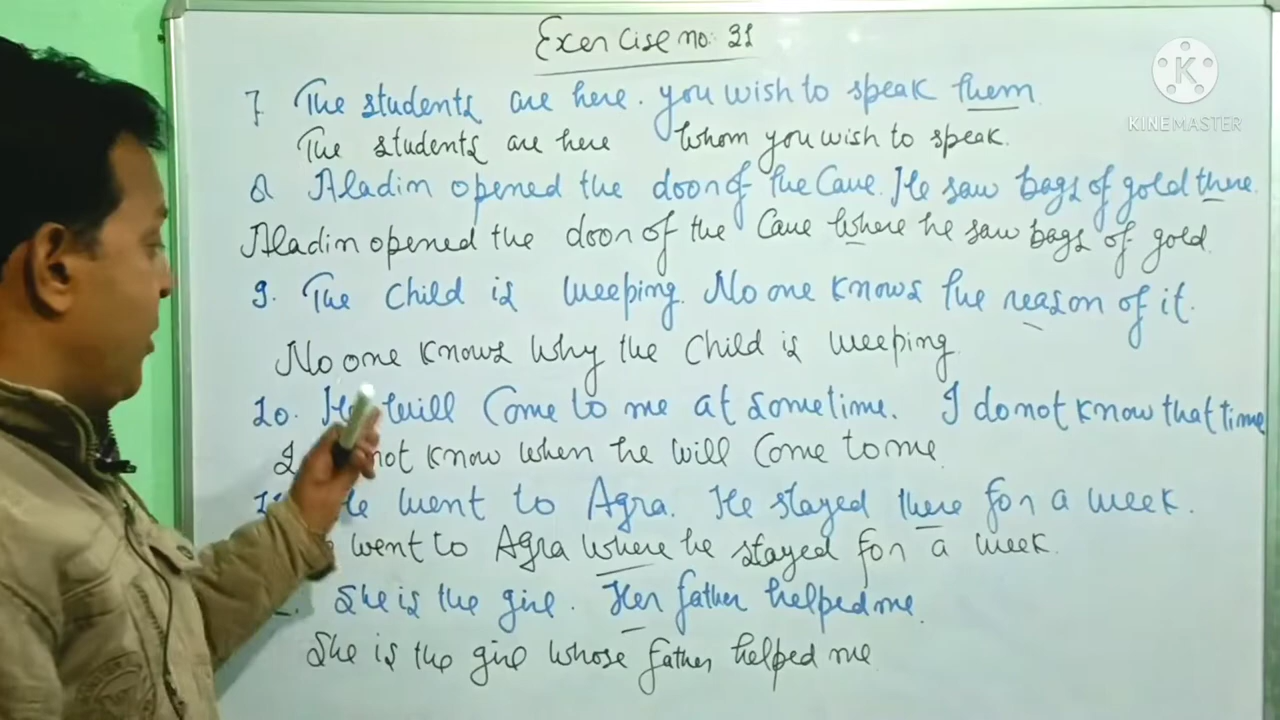 Exercise no: 31
7. The students are here. you wish to speak them.
The students are here whom you wish to speak.
8 Aladin opened the door of the Cave. He saw bags of gold there.
Aladin opened the door of the Cave where he saw bags of gold.
9. The child is weeping. No one knows the reason of it.
No one knows why the child is weeping.
10. He will Come to me at sometime. I do not know that time
I not know when he will Come to me.
He went to Agra. He stayed there for a week.
went to Agra where he stayed for a week.
She is the girl. Her father helped me.
She is the girl whose father helped me
K
KINEMASTER